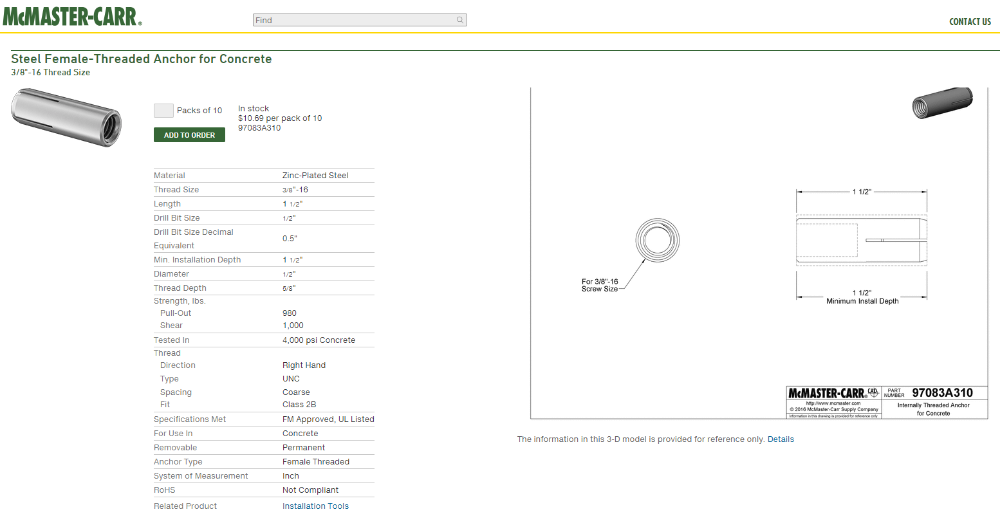 McMASTER-CARR®
Find
CONTACT US
Steel Female-Threaded Anchor for Concrete
3/8"-16 Thread Size
Packs of 10
In stock
$10.69 per pack of 10
97083A310
ADD TO ORDER
Material Zinc-Plated Steel
Thread Size 3/8"-16
Length 1 1/2"
Drill Bit Size 1/2"
Drill Bit Size Decimal
Equivalent 0.5"
Min. Installation Depth 1 1/2"
Diameter 1/2"
Thread Depth 5/8"
Strength, lbs.
Pull-Out 980
Shear 1,000
Tested In 4,000 psi Concrete
Thread
Direction Right Hand
Type UNC
Spacing Coarse
Fit Class 2B
Specifications Met FM Approved, UL Listed
For Use In Concrete
Removable Permanent
Anchor Type Female Threaded
System of Measurement Inch
RoHS Not Compliant
Related Product Installation Tools
1 1/2"
For 3/8"-16
Screw Size
1 1/2"
Minimum Install Depth
McMASTER-CARR® CAD
http://www.mcmaster.com
© 2016 McMaster-Carr Supply Company
Information in this drawing is provided for reference only.
PART
NUMBER
97083A310
Internally Threaded Anchor
for Concrete
The information in this 3-D model is provided for reference only. Details